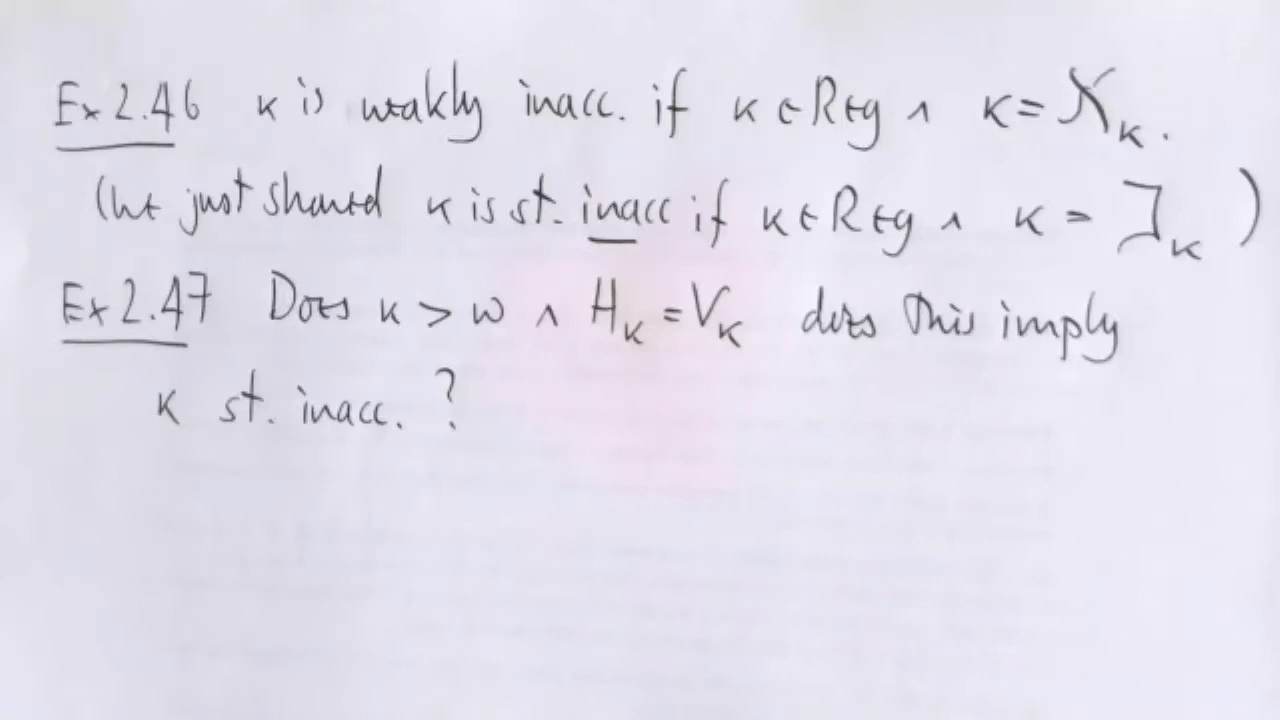 Ex 2.46 κ is weakly inacc. if κ ∈ Reg ∧ κ = ℵ_κ.
(We just showed κ is st. inacc if κ ∈ Reg ∧ κ = ℶ_κ )
Ex 2.47 Does κ > ω ∧ H_κ = V_κ does this imply
κ st. inacc. ?